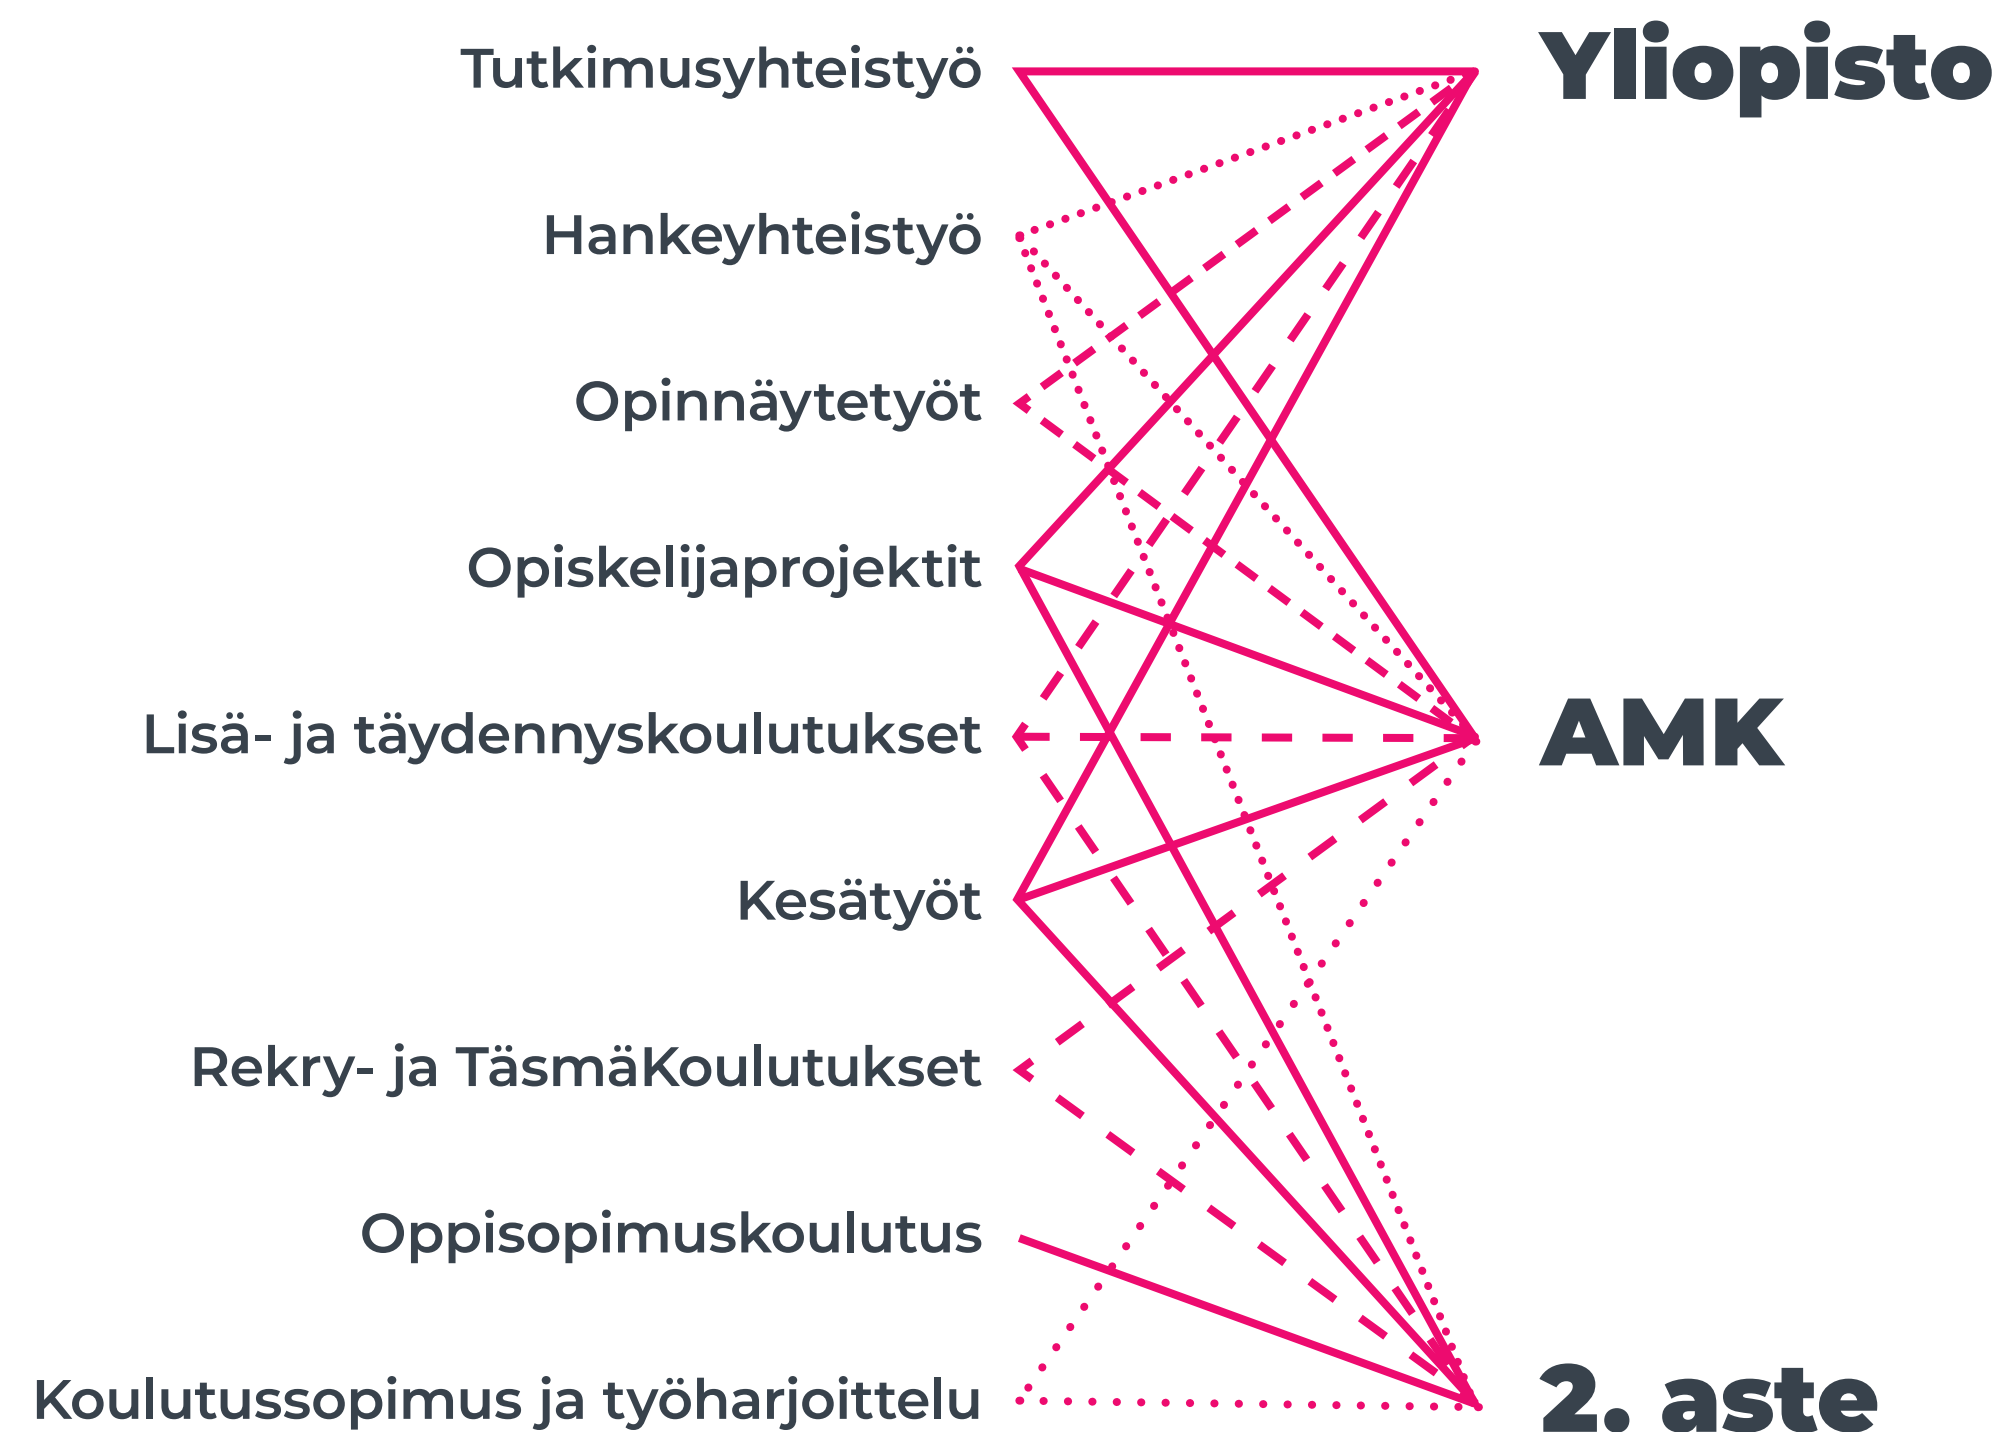 Tutkimusyhteistyö
Hankeyhteistyö
Opinnäytetyöt
Opiskelijaprojektit
Lisä- ja täydennyskoulutukset
Kesätyöt
Rekry- ja TäsmäKoulutukset
Oppisopimuskoulutus
Koulutussopimus ja työharjoittelu
Yliopisto
AMK
2. aste